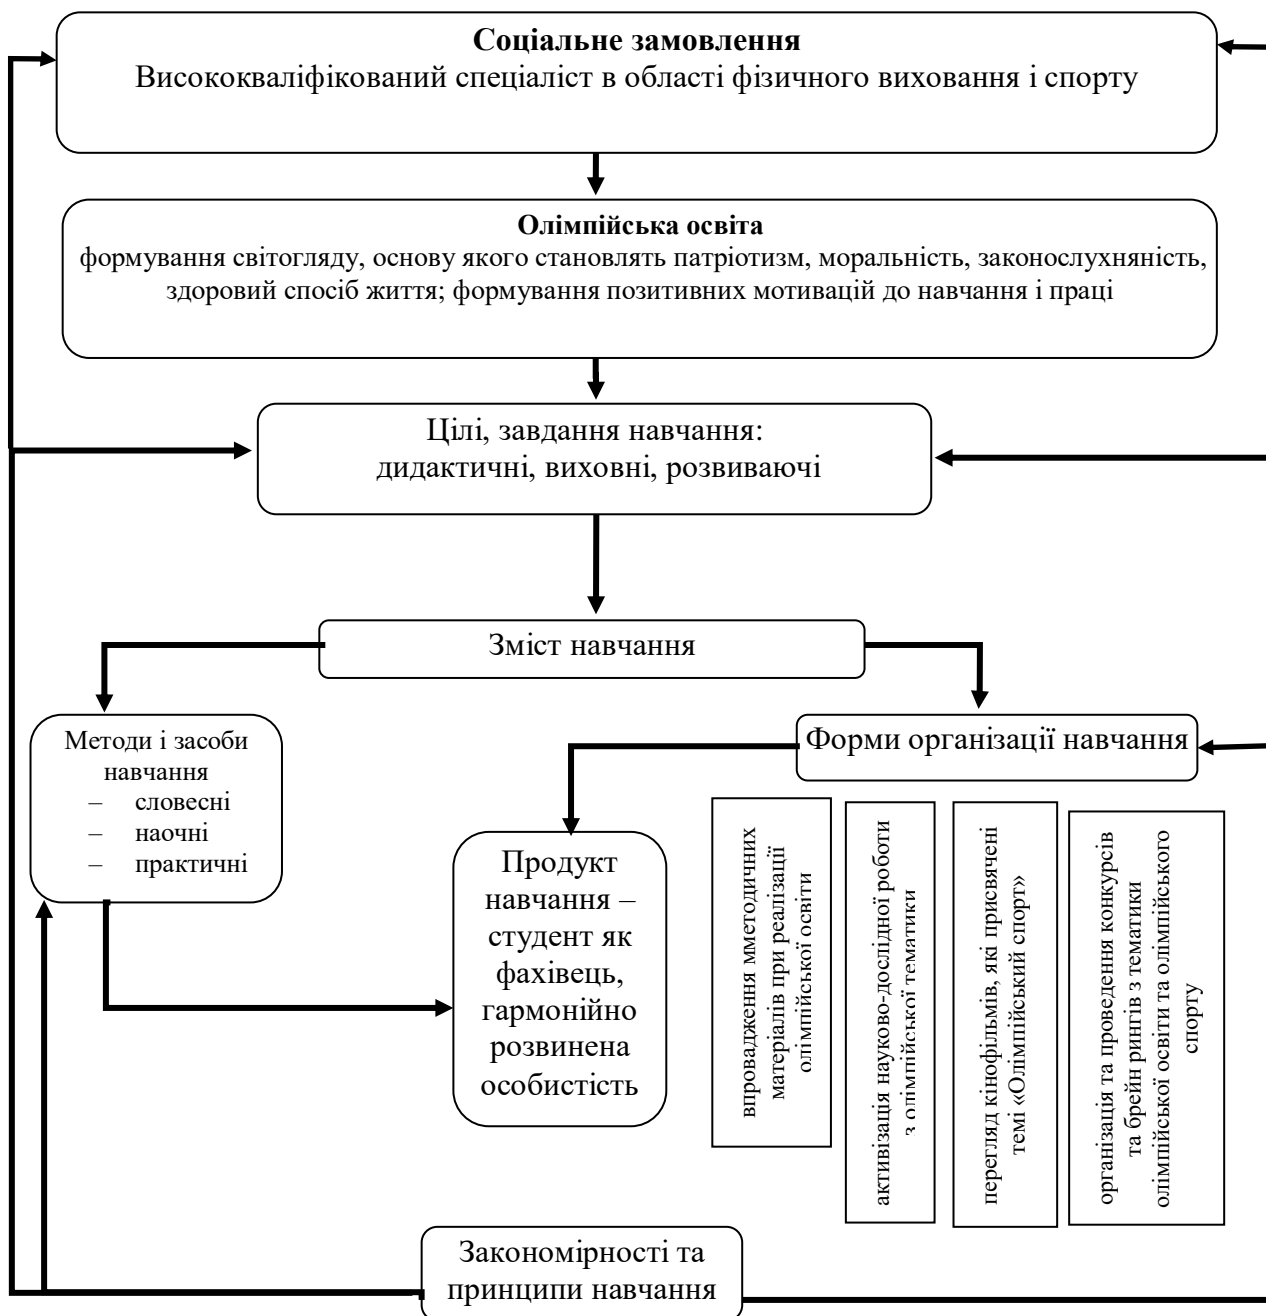 Соціальне замовлення
Висококваліфікований спеціаліст в області фізичного виховання і спорту
Олімпійська освіта
формування світогляду, основу якого становлять патріотизм, моральність, законослухняність,
здоровий спосіб життя; формування позитивних мотивацій до навчання і праці
Цілі, завдання навчання:
дидактичні, виховні, розвиваючі
Зміст навчання
Методи і засоби
навчання
– словесні
– наочні
– практичні
Форми організації навчання
Продукт
навчання –
студент як
фахівець,
гармонійно
розвинена
особистість
впровадження мметодичних
матеріалів при реалізації
олімпійської освіти
активізація науково-дослідної роботи
з олімпійської тематики
перегляд кінофільмів, які присвячені
темі «Олімпійський спорт»
організація та проведення конкурсів
та брейн рингів з тематики
олімпійської освіти та олімпійського
спорту
Закономірності та
принципи навчання